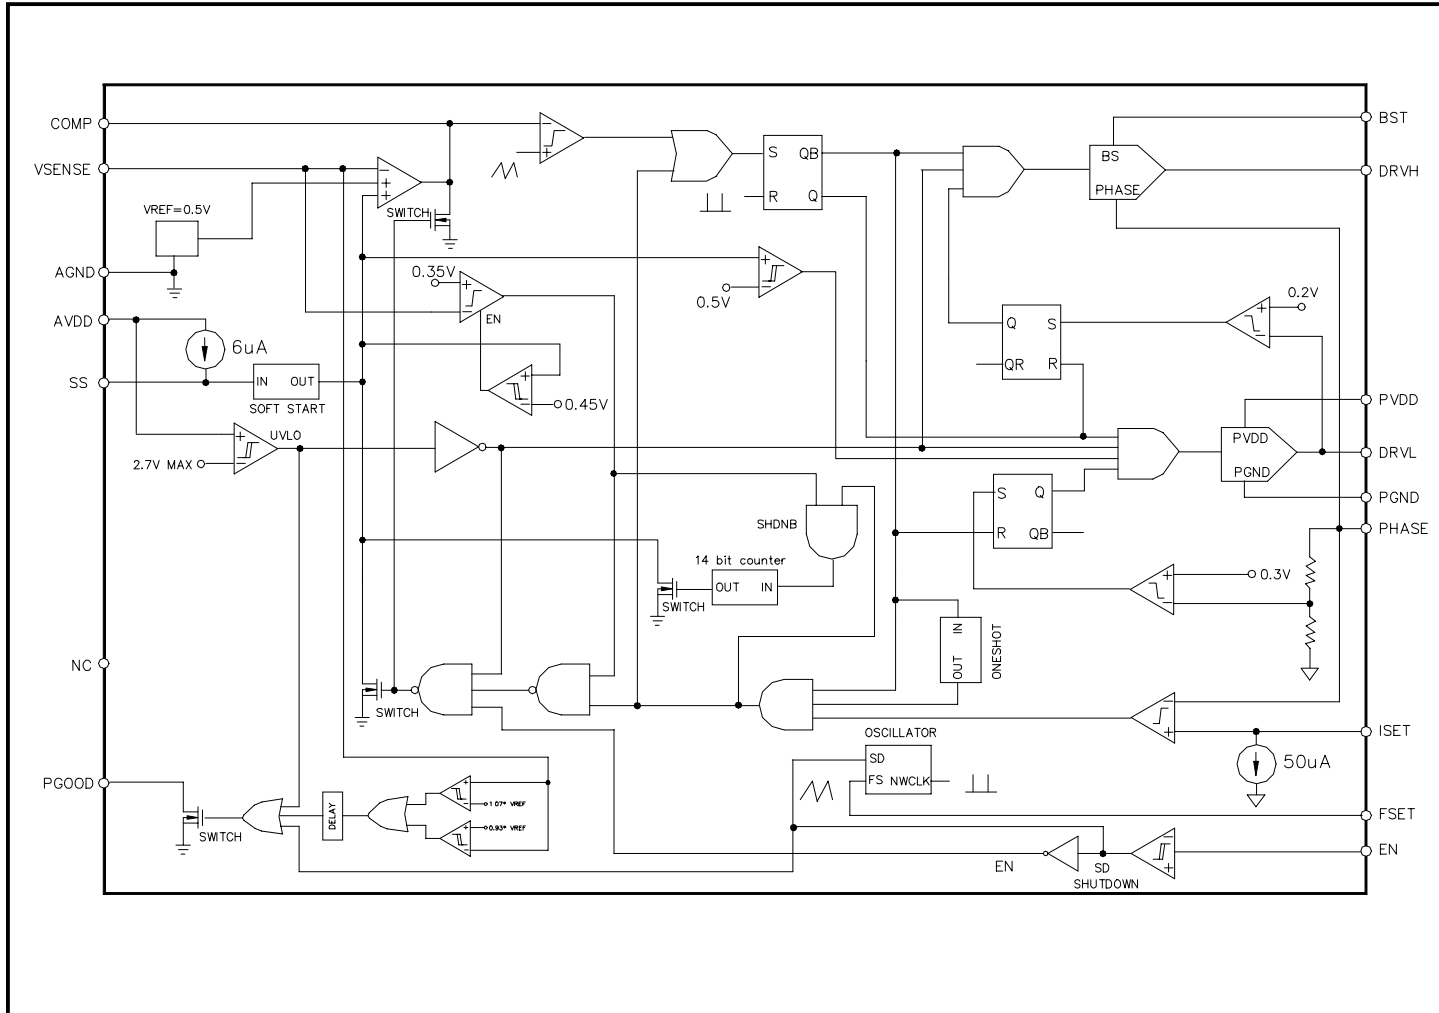 COMP
BST
VSENSE
DRVH
VREF=0.5V
AGND
AVDD
6uA
SS
IN OUT
SOFT START
UVLO
2.7V MAX
SWITCH
0.35V
EN
0.45V
S QB
R Q
0.5V
BS
PHASE
0.2V
Q S
QR R
PVDD
PVDD
PGND
DRVL
PGND
PHASE
S Q
R QB
0.3V
SHDNB
14 bit counter
OUT IN
SWITCH
IN
OUT
ONESHOT
NC
SWITCH
OSCILLATOR
SD
FS NWCLK
ISET
50uA
PGOOD
SWITCH
DELAY
1.07* VREF
0.93* VREF
FSET
EN
EN
SD
SHUTDOWN